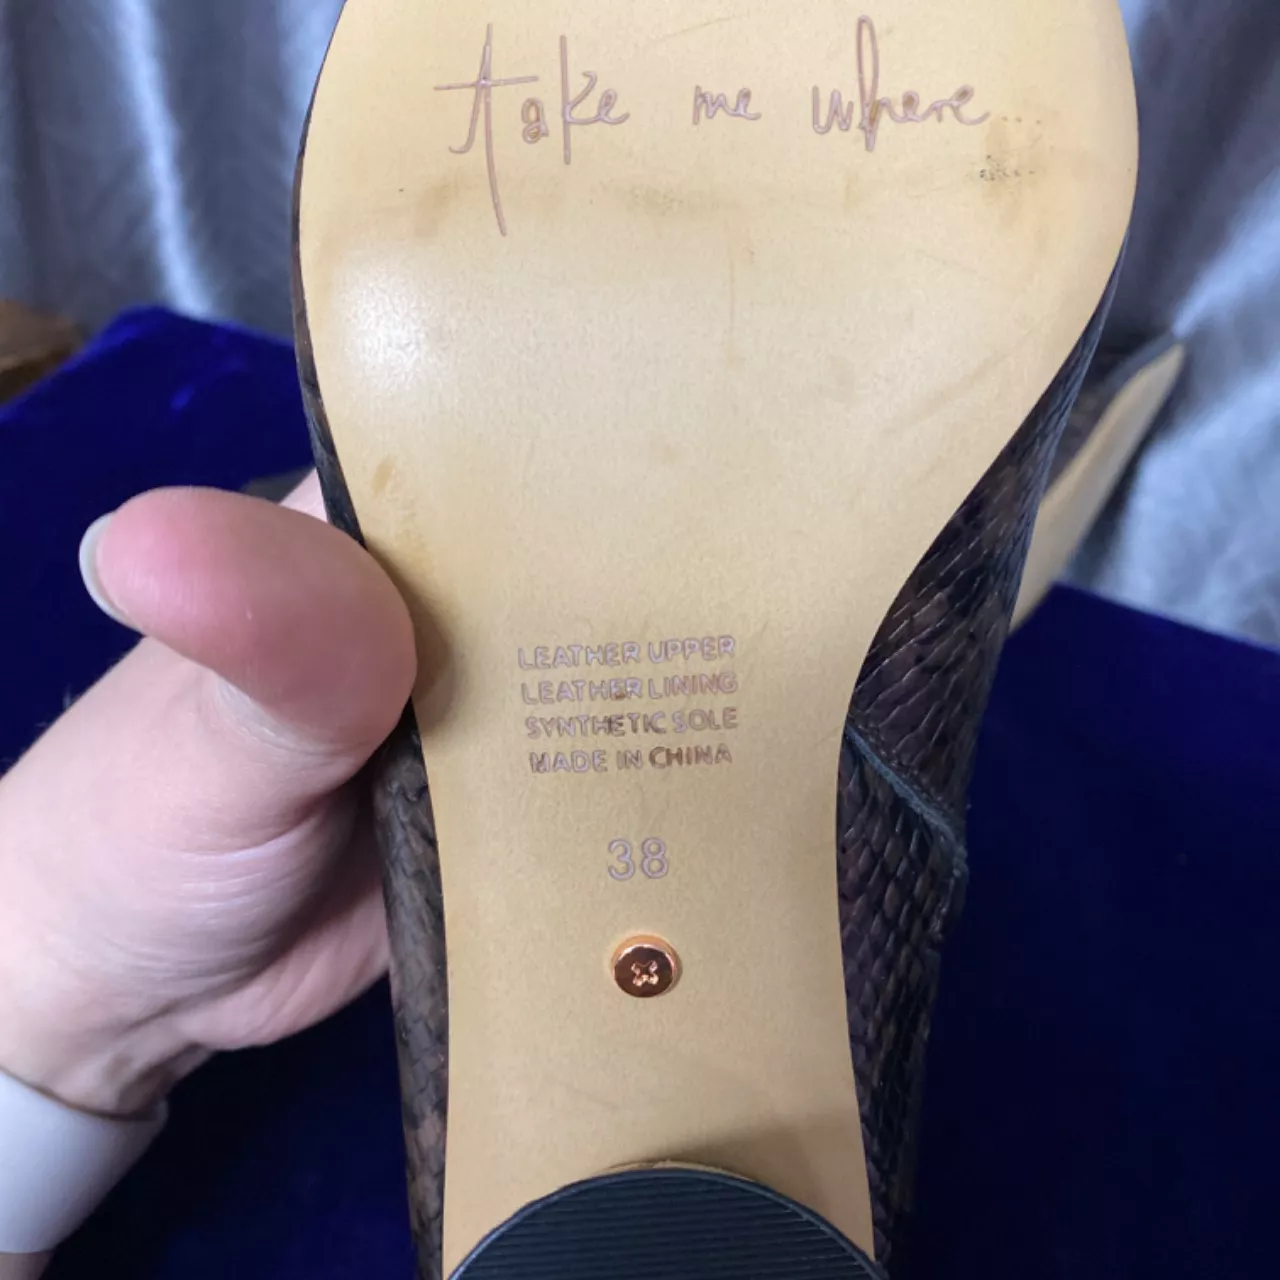 take me where
LEATHER UPPER
LEATHER LINING
SYNTHETIC SOLE
MADE IN CHINA
38